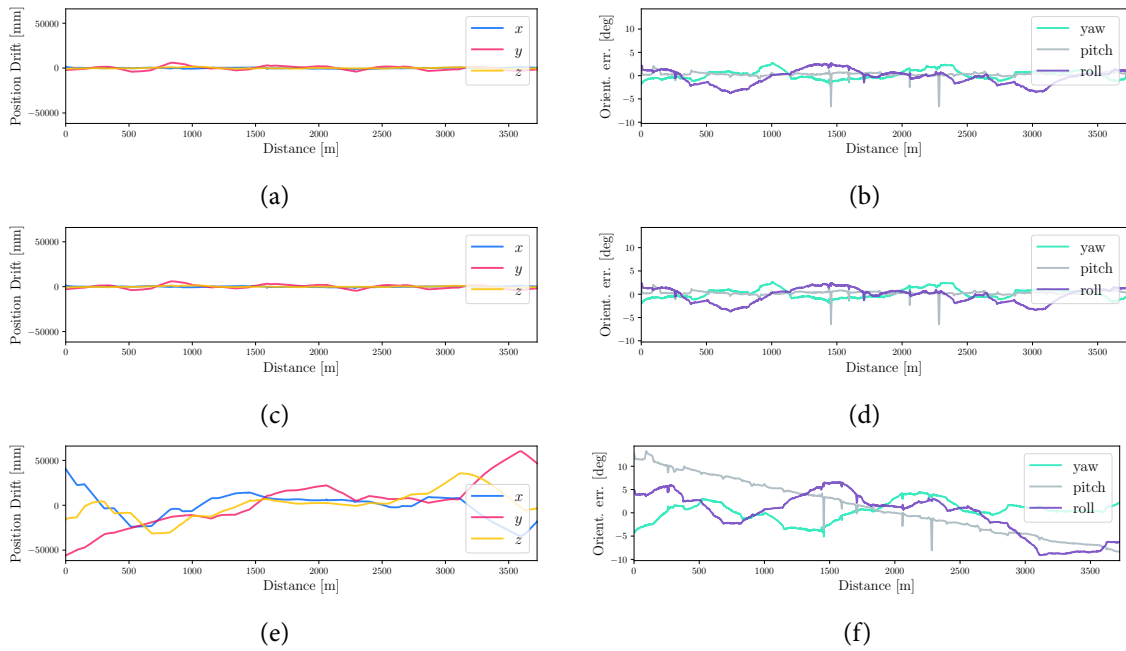 Position Drift [mm]
50000
0
−50000
0 500 1000 1500 2000 2500 3000 3500
Distance [m]
x
y
z
(a)
Orient. err. [deg]
10
5
0
−5
−10
0 500 1000 1500 2000 2500 3000 3500
Distance [m]
yaw
pitch
roll
(b)
Position Drift [mm]
50000
0
−50000
0 500 1000 1500 2000 2500 3000 3500
Distance [m]
x
y
z
(c)
Orient. err. [deg]
10
5
0
−5
−10
0 500 1000 1500 2000 2500 3000 3500
Distance [m]
yaw
pitch
roll
(d)
Position Drift [mm]
50000
0
−50000
0 500 1000 1500 2000 2500 3000 3500
Distance [m]
x
y
z
(e)
Orient. err. [deg]
10
5
0
−5
−10
0 500 1000 1500 2000 2500 3000 3500
Distance [m]
yaw
pitch
roll
(f)